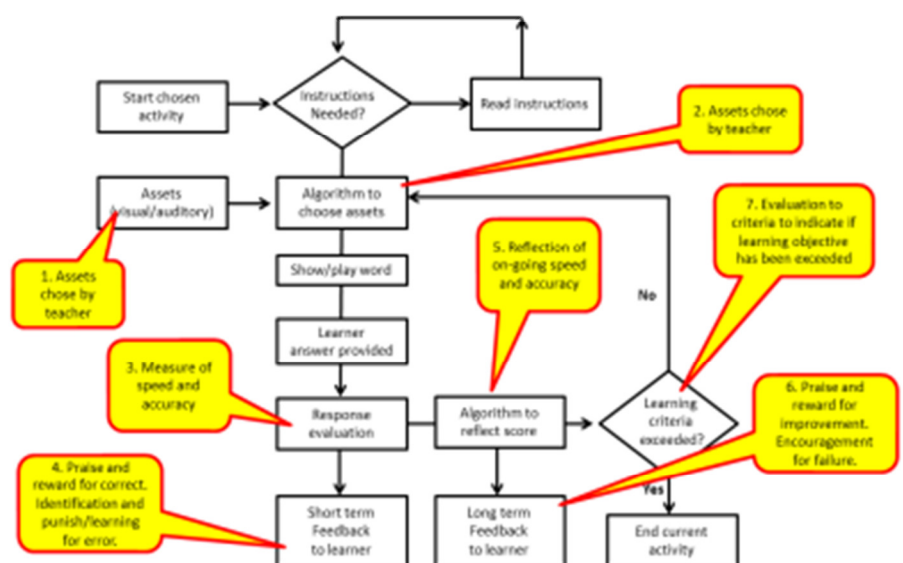 Start chosen
activity
Instructions
Needed?
Read Instructions
2. Assets chose
by teacher
Assets
(visual/auditory)
Algorithm to
choose assets
7. Evaluation to
criteria to indicate if
learning objective
has been exceeded
5. Reflection of
on-going speed
and accuracy
1. Assets
chose by
teacher
Show/play word
No
Learner
answer provided
3. Measure of
speed and
accuracy
Response
evaluation
Algorithm to
reflect score
Learning
criteria
exceeded?
6. Praise and
reward for
improvement.
Encouragement
for failure.
4. Praise and
reward for correct.
Identification and
punish/learning
for error.
Yes
Short term
Feedback
to learner
Long term
Feedback
to learner
End current
activity